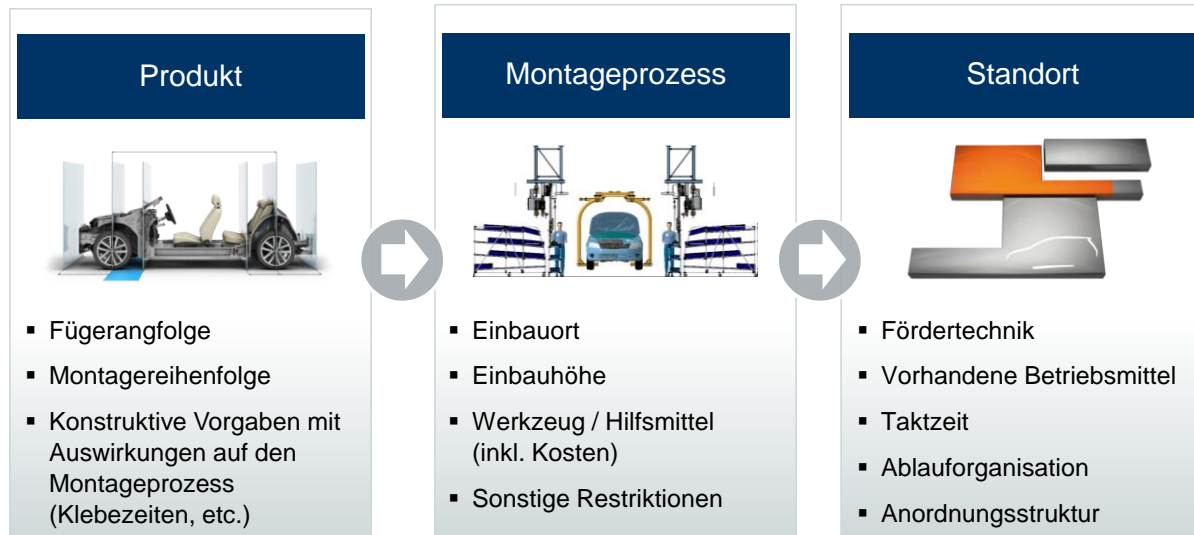 Produkt
▪ Fügerangfolge
▪ Montagereihenfolge
▪ Konstruktive Vorgaben mit
Auswirkungen auf den
Montageprozess
(Klebezeiten, etc.)
Montageprozess
▪ Einbauort
▪ Einbauhöhe
▪ Werkzeug / Hilfsmittel
(inkl. Kosten)
▪ Sonstige Restriktionen
Standort
▪ Fördertechnik
▪ Vorhandene Betriebsmittel
▪ Taktzeit
▪ Ablauforganisation
▪ Anordnungsstruktur